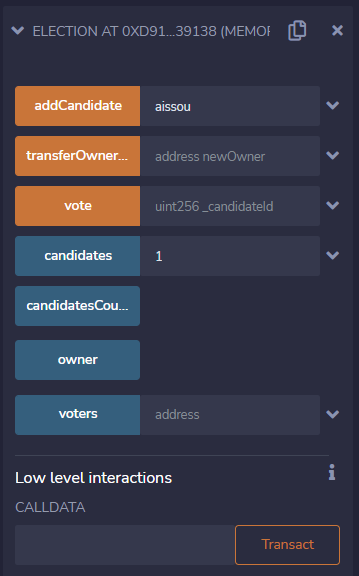 ELECTION AT 0XD91...39138 (MEMOF
addCandidate aissou
transferOwner... address newOwner
vote uint256 _candidateId
candidates 1
candidatesCou...
owner
voters address
Low level interactions
CALLDATA
Transact